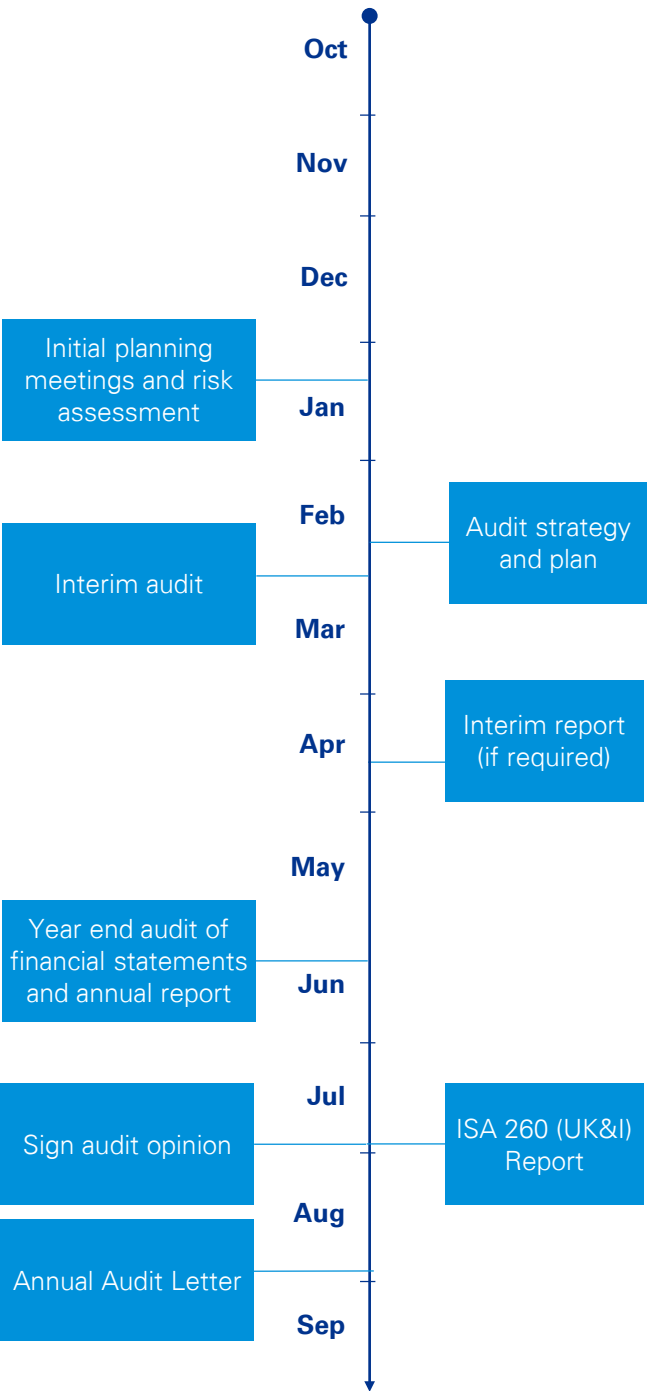 Oct
Nov
Dec
Initial planning
meetings and risk
assessment
Jan
Feb
Audit strategy
and plan
Interim audit
Mar
Interim report
(if required)
Apr
May
Year end audit of
financial statements
and annual report
Jun
Jul
Sign audit opinion
ISA 260 (UK&I)
Report
Aug
Annual Audit Letter
Sep